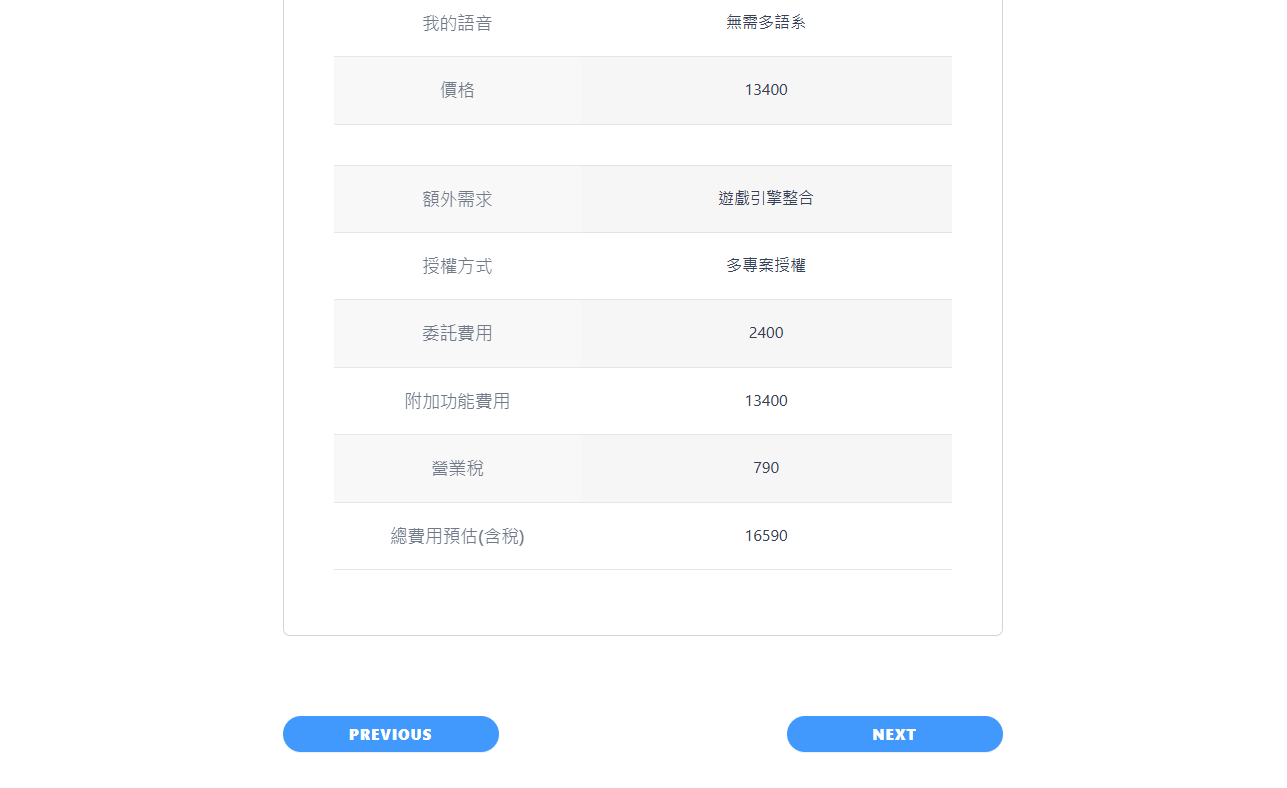 我的語音 無需多語系
價格 13400
額外需求 遊戲引擎整合
授權方式 多專案授權
委託費用 2400
附加功能費用 13400
營業稅 790
總費用預估(含稅) 16590
PREVIOUS NEXT